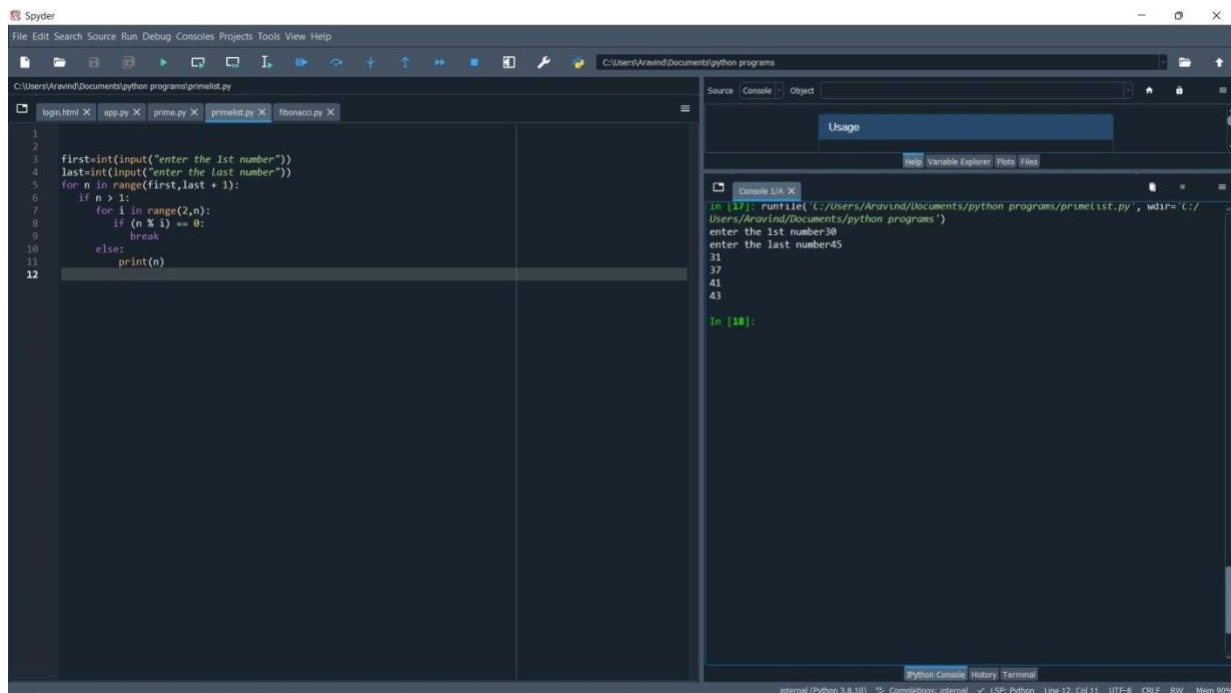 Spyder
File Edit Search Source Run Debug Consoles Projects Tools View Help
C:\Users\Aravind\Documents\python programs
C:\Users\Aravind\Documents\python programs\primelist.py
login.html app.py prime.py primelist.py fibonacci.py
1
2
3 first=int(input("enter the 1st number"))
4 last=int(input("enter the last number"))
5 for n in range(first,last + 1):
6 if n > 1:
7 for i in range(2,n):
8 if (n % i) == 0:
9 break
10 else:
11 print(n)
12
Source Console Object
Usage
Help Variable Explorer Plots Files
Console 1/A
In [17]: runfile('C:/Users/Aravind/Documents/python programs/primelist.py', wdir='C:/
Users/Aravind/Documents/python programs')
enter the 1st number30
enter the last number45
31
37
41
43
In [18]:
IPython Console History Terminal
internal (Python 3.8.10) Completions: internal LSP: Python Line 12, Col 11 UTF-8 CRLF RW